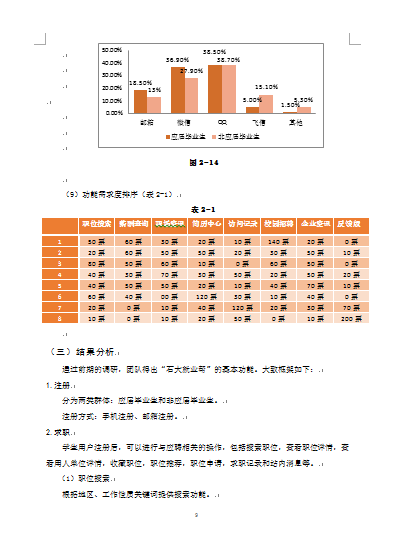 50.00%
40.00%
30.00%
20.00%
10.00%
0.00%
18.50%
13%
36.90%
27.90%
38.50%
38.70%
5.00%
15.10%
1.50%
5.30%
邮箱 微信 QQ 飞信 其他
应届毕业生 非应届毕业生
图 2-14
（9）功能需求度排序（表 2-1）
表 2-1
职位搜索 薪酬查询 职场资讯 简历中心 访问记录 校园招聘 企业资讯
1 50 票 60 票 30 票 20 票 10 票 140 票 20 票 0 票
2 20 票 60 票 50 票 50 票 20 票 30 票 50 票 10 票
3 80 票 50 票 60 票 10 票 0 票 60 票 50 票 0 票
4 40 票 30 票 70 票 30 票 50 票 20 票 50 票 20 票
5 40 票 50 票 50 票 20 票 10 票 40 票 70 票 10 票
6 60 票 40 票 00 票 120 票 30 票 10 票 40 票 0 票
7 20 票 0 票 10 票 40 票 120 票 20 票 30 票 70 票
8 10 票 0 票 10 票 20 票 50 票 0 票 10 票 200 票
（三）结果分析
通过前期的调研，团队得出“石大就业帮”的基本功能。大致框架如下：
1.注册
分为两类群体：应届毕业生和非应届毕业生。
注册方式：手机注册、邮箱注册。
2.求职
学生用户注册后，可以进行与应聘相关的操作，包括搜索职位，查看职位详情，查
看用人单位详情，收藏职位，职位推荐，职位申请，求职记录和站内消息等。
（1）职位搜索
根据地区、工作性质关键词提供搜索功能。